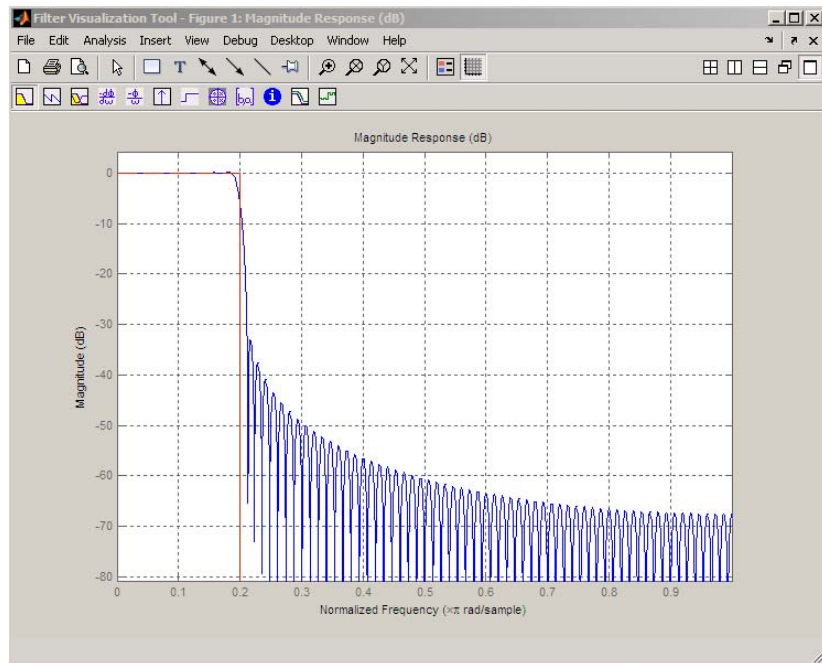 Filter Visualization Tool - Figure 1: Magnitude Response (dB)
File Edit Analysis Insert View Debug Desktop Window Help
Magnitude Response (dB)
0
-10
-20
-30
-40
-50
-60
-70
-80
Magnitude (dB)
0 0.1 0.2 0.3 0.4 0.5 0.6 0.7 0.8 0.9
Normalized Frequency (×π rad/sample)